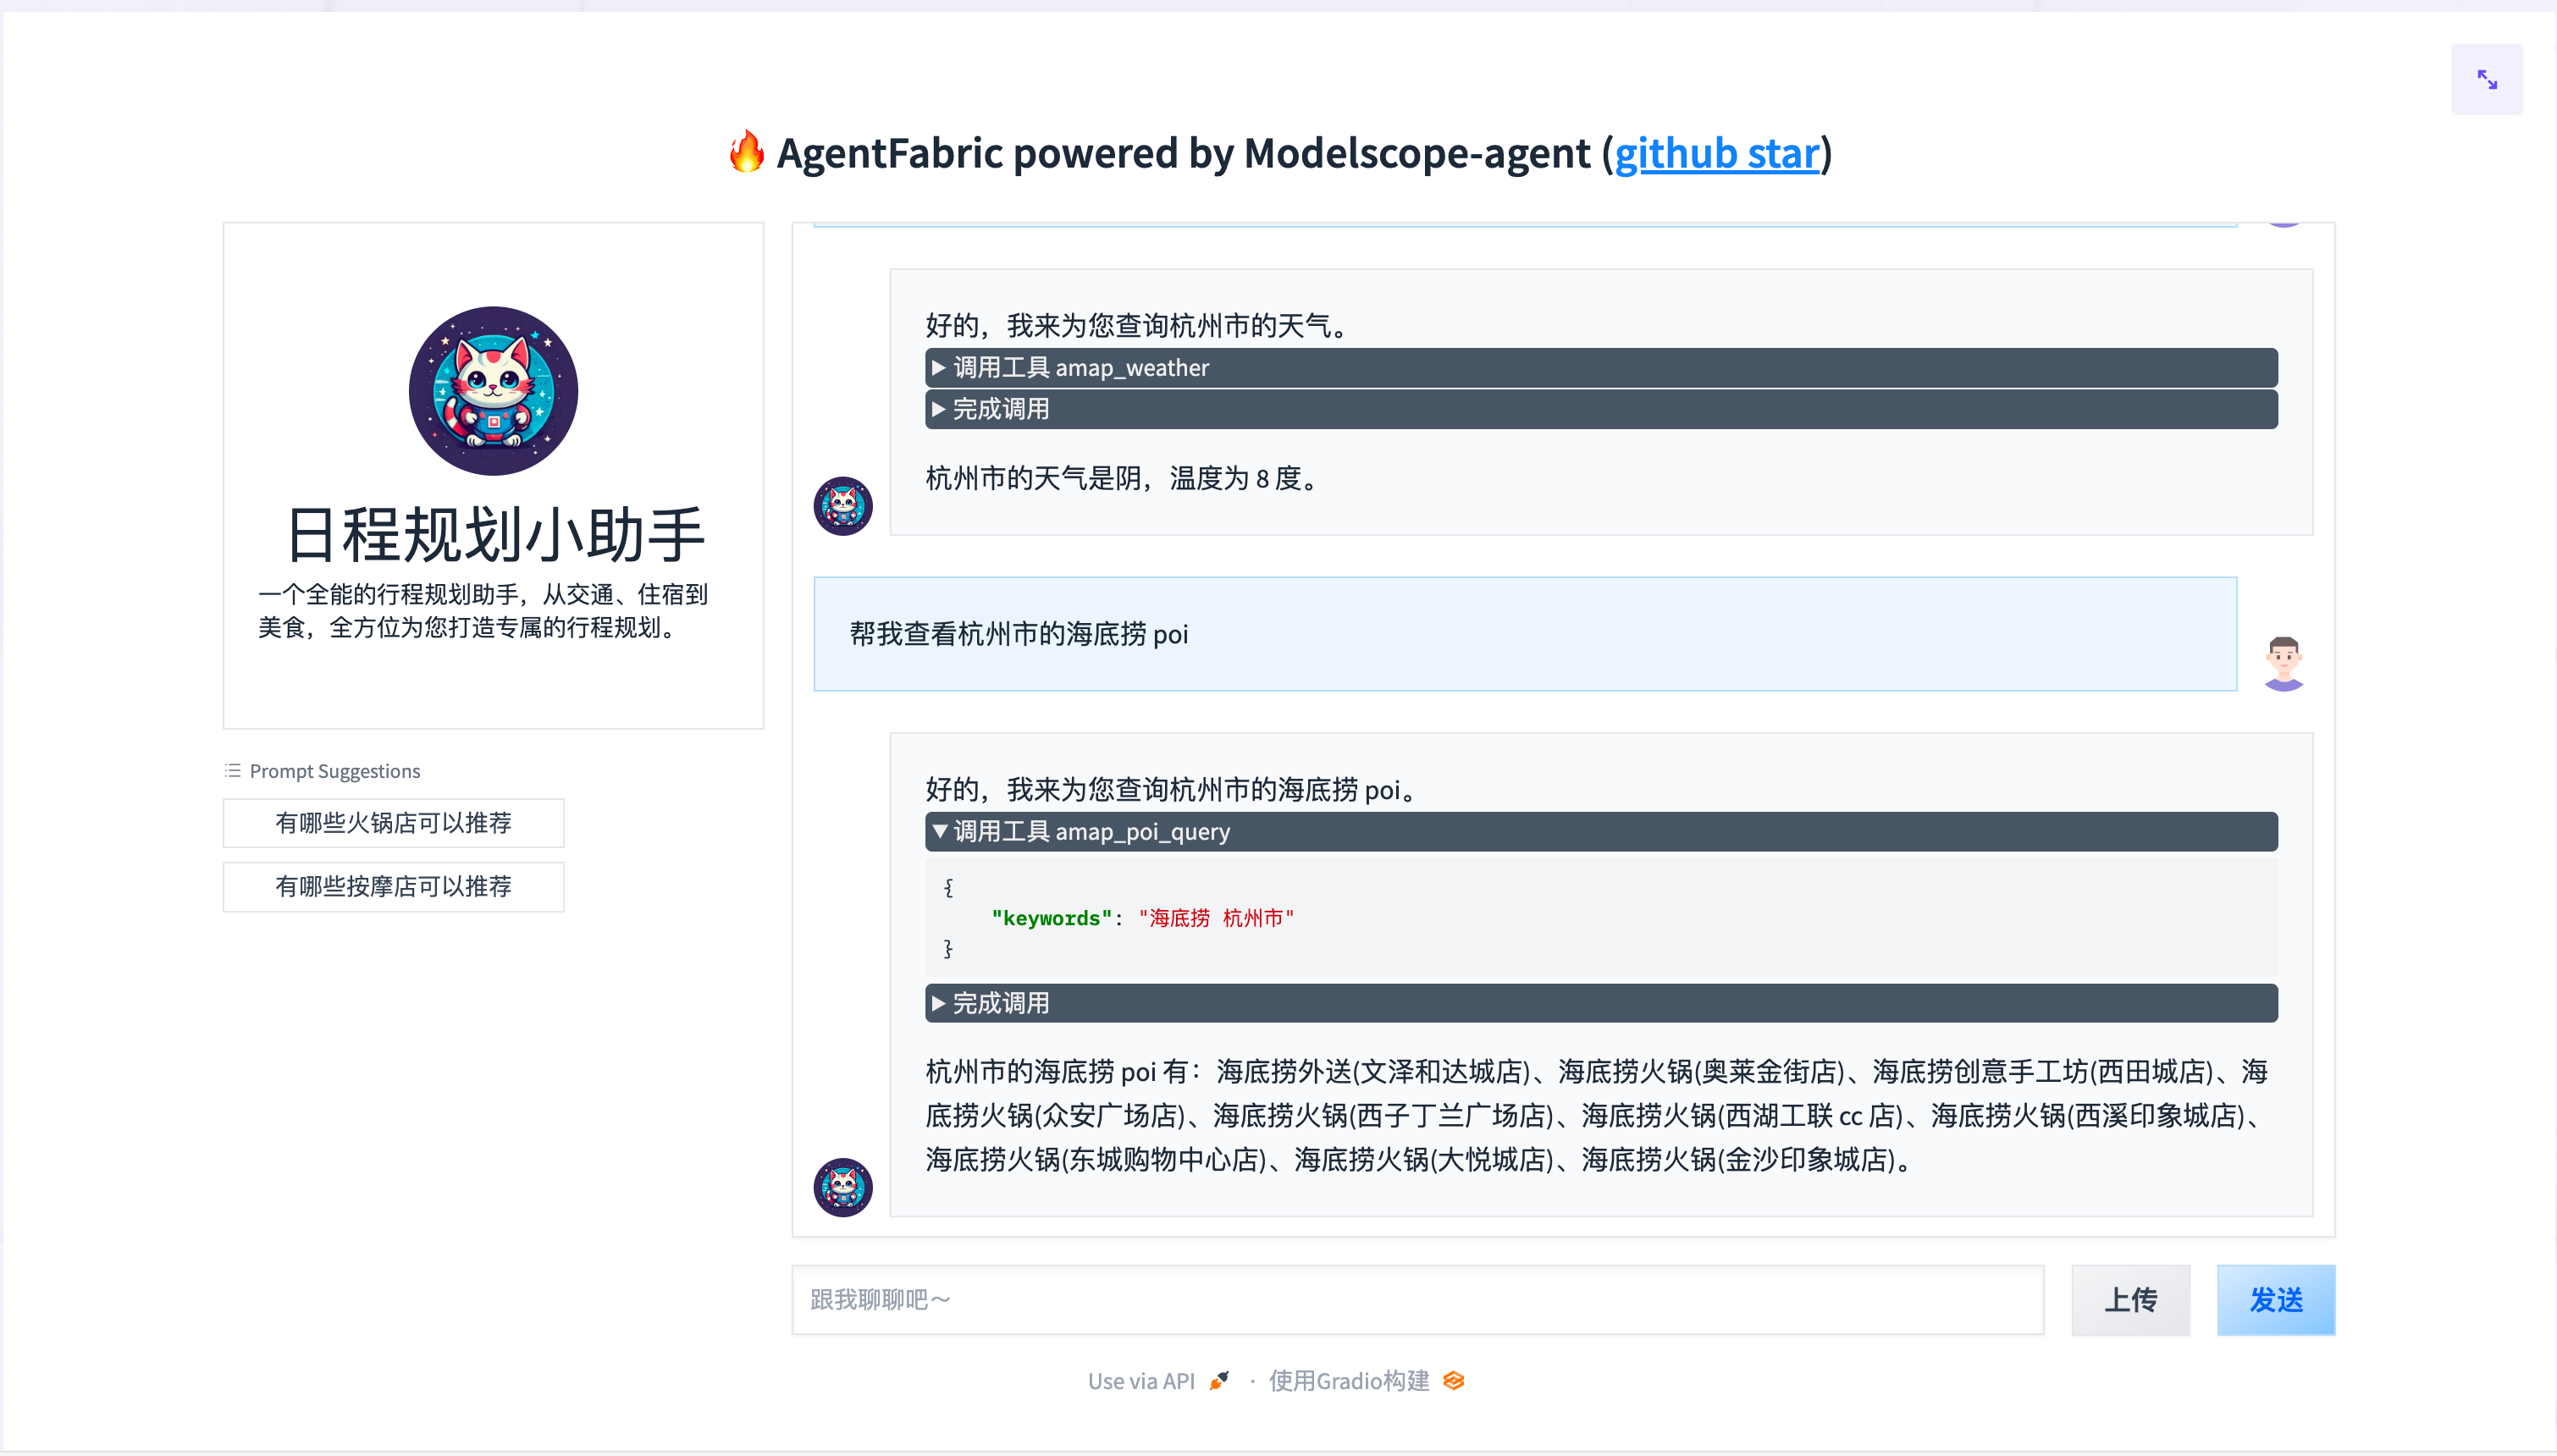 🔥 AgentFabric powered by Modelscope-agent (github star)
日程规划小助手
一个全能的行程规划助手，从交通、住宿到
美食，全方位为您打造专属的行程规划。
Prompt Suggestions
有哪些火锅店可以推荐
有哪些按摩店可以推荐
好的，我来为您查询杭州市的天气。
调用工具 amap_weather
完成调用
杭州市的天气是阴，温度为 8 度。
帮我查看杭州市的海底捞 poi
好的，我来为您查询杭州市的海底捞 poi。
调用工具 amap_poi_query
{
"keywords": "海底捞 杭州市"
}
完成调用
杭州市的海底捞 poi 有：海底捞外送(文泽和达城店)、海底捞火锅(奥莱金街店)、海底捞创意手工坊(西田城店)、海
底捞火锅(众安广场店)、海底捞火锅(西子丁兰广场店)、海底捞火锅(西湖工联 cc 店)、海底捞火锅(西溪印象城店)、
海底捞火锅(东城购物中心店)、海底捞火锅(大悦城店)、海底捞火锅(金沙印象城店)。
跟我聊聊吧～
上传
发送
Use via API · 使用Gradio构建